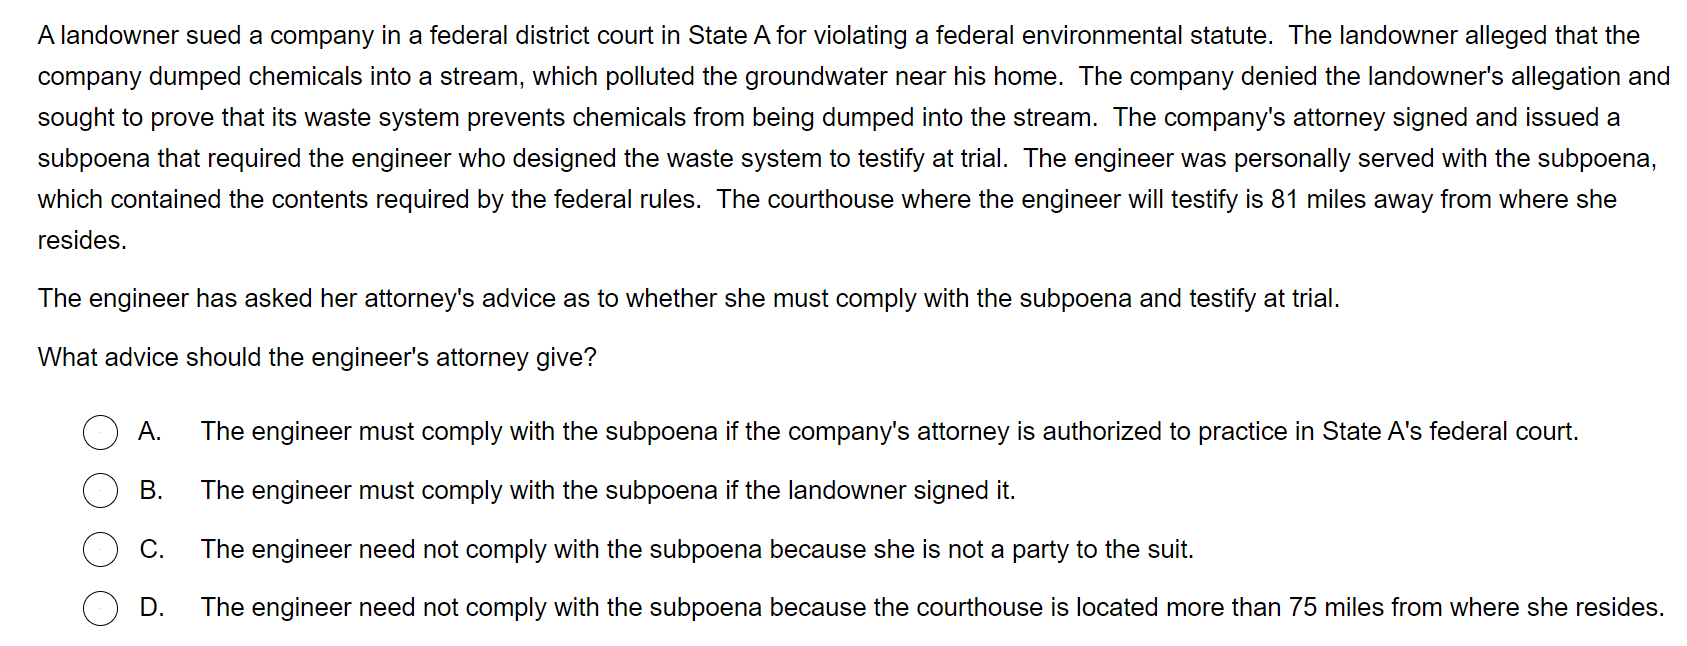 A landowner sued a company in a federal district court in State A for violating a federal environmental statute.  The landowner alleged that the
company dumped chemicals into a stream, which polluted the groundwater near his home.  The company denied the landowner's allegation and
sought to prove that its waste system prevents chemicals from being dumped into the stream.  The company's attorney signed and issued a
subpoena that required the engineer who designed the waste system to testify at trial.  The engineer was personally served with the subpoena,
which contained the contents required by the federal rules.  The courthouse where the engineer will testify is 81 miles away from where she
resides.
The engineer has asked her attorney's advice as to whether she must comply with the subpoena and testify at trial.
What advice should the engineer's attorney give?
A. The engineer must comply with the subpoena if the company's attorney is authorized to practice in State A's federal court.
B. The engineer must comply with the subpoena if the landowner signed it.
C. The engineer need not comply with the subpoena because she is not a party to the suit.
D. The engineer need not comply with the subpoena because the courthouse is located more than 75 miles from where she resides.